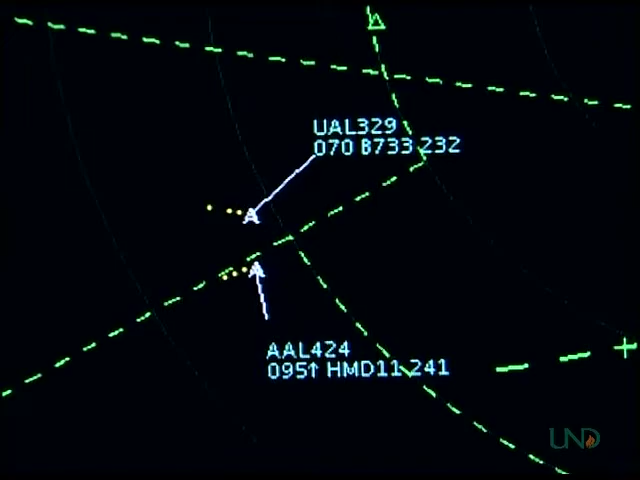 UAL329
070 B733 232
A
A
AAL424
095↑ HMD11 241
UND